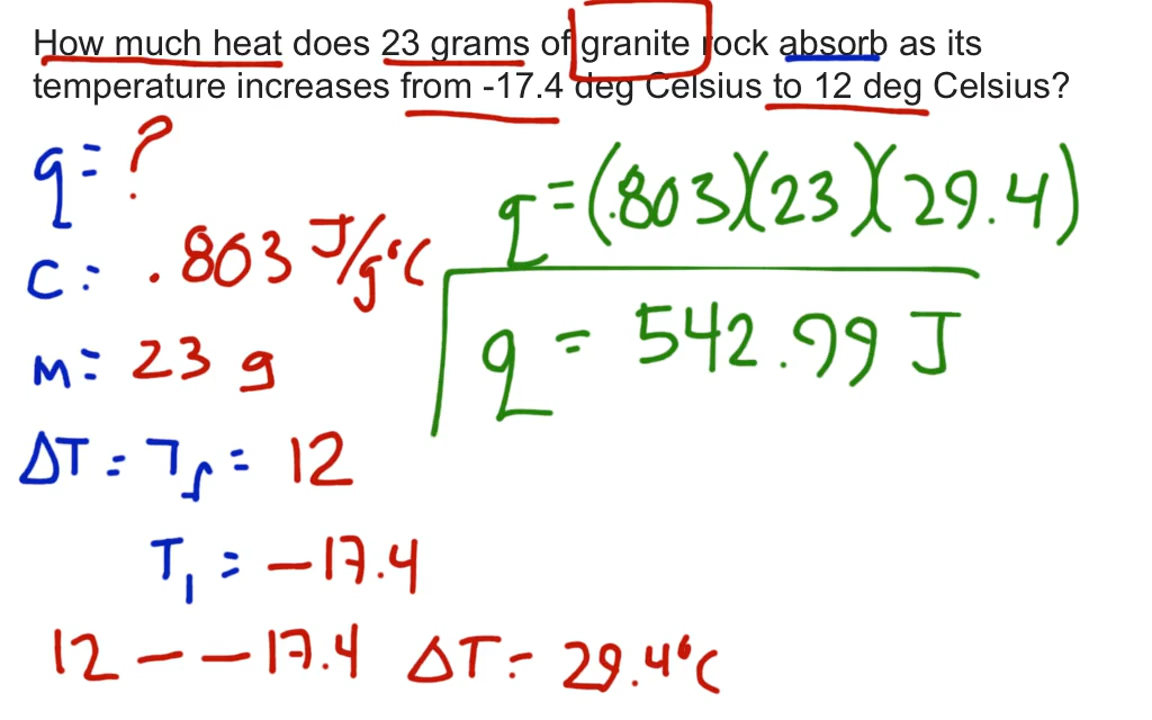 How much heat does 23 grams of granite rock absorb as its
temperature increases from -17.4 deg Celsius to 12 deg Celsius?
q = ?
q = (.803)(23)(29.4)
C : .803 J/g°C
q = 542.99 J
m = 23 g
ΔT = Tf = 12
T1 = -17.4
12 - -17.4 ΔT = 29.4°C